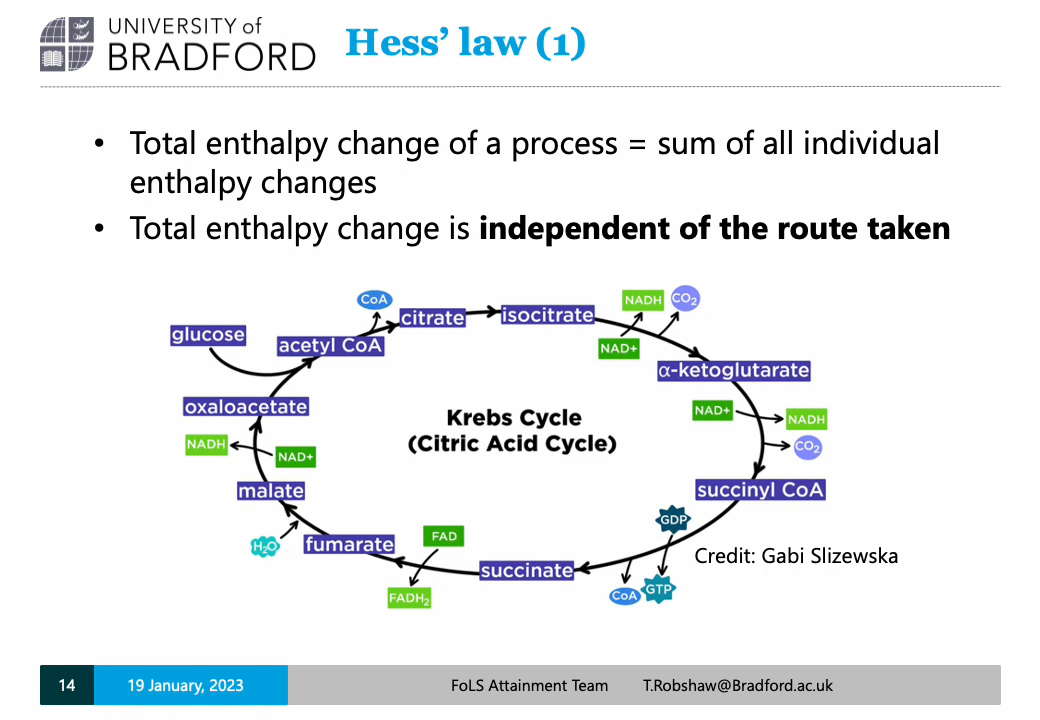 UNIVERSITY of
BRADFORD
Hess’ law (1)
• Total enthalpy change of a process = sum of all individual
enthalpy changes
• Total enthalpy change is independent of the route taken
CoA
citrate
isocitrate
NADH
CO₂
glucose
acetyl CoA
NAD+
α-ketoglutarate
oxaloacetate
Krebs Cycle
(Citric Acid Cycle)
NAD+
NADH
CO₂
NADH
NAD+
malate
succinyl CoA
GDP
H₂O
fumarate
FAD
Credit: Gabi Slizewska
succinate
FADH₂
CoA
GTP
14
19 January, 2023
FoLS Attainment Team
T.Robshaw@Bradford.ac.uk